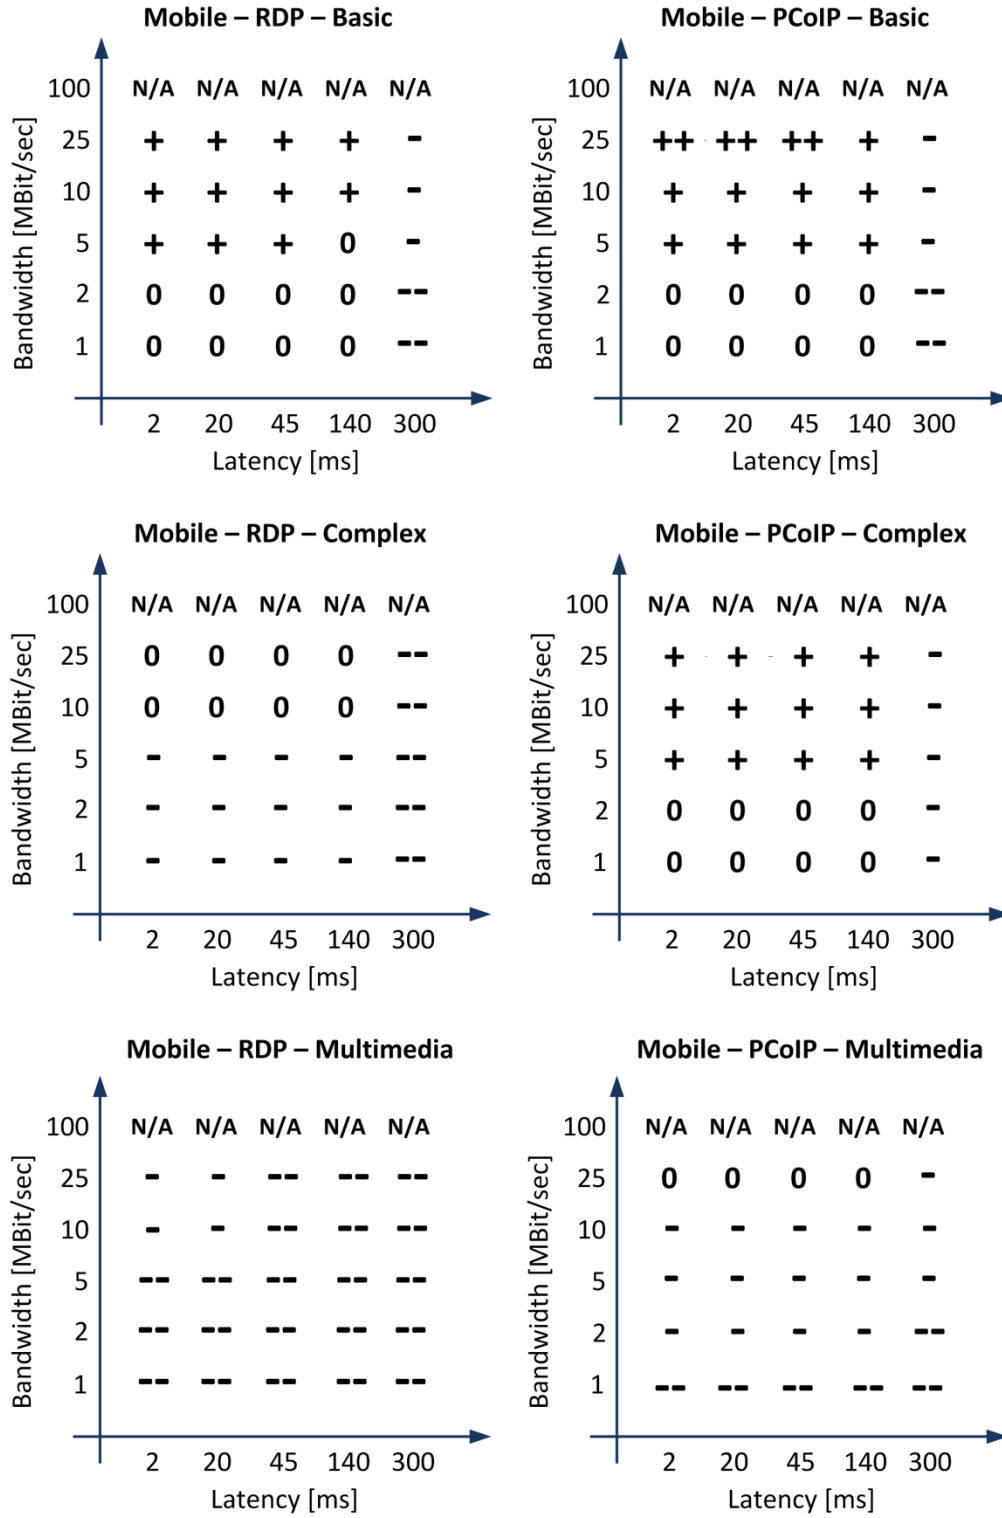 Mobile – RDP – Basic
Bandwidth [MBit/sec]
100 N/A N/A N/A N/A N/A
25 + + + + -
10 + + + + -
5 + + + 0 -
2 0 0 0 0 --
1 0 0 0 0 --
2 20 45 140 300
Latency [ms]
Mobile – PCoIP – Basic
Bandwidth [MBit/sec]
100 N/A N/A N/A N/A N/A
25 ++ ++ ++ + -
10 + + + + -
5 + + + + -
2 0 0 0 0 --
1 0 0 0 0 --
2 20 45 140 300
Latency [ms]
Mobile – RDP – Complex
Bandwidth [MBit/sec]
100 N/A N/A N/A N/A N/A
25 0 0 0 0 --
10 0 0 0 0 --
5 - - - - --
2 - - - - --
1 - - - - --
2 20 45 140 300
Latency [ms]
Mobile – PCoIP – Complex
Bandwidth [MBit/sec]
100 N/A N/A N/A N/A N/A
25 + + + + -
10 + + + + -
5 + + + + -
2 0 0 0 0 -
1 0 0 0 0 -
2 20 45 140 300
Latency [ms]
Mobile – RDP – Multimedia
Bandwidth [MBit/sec]
100 N/A N/A N/A N/A N/A
25 - - -- -- --
10 - - -- -- --
5 -- -- -- -- --
2 -- -- -- -- --
1 -- -- -- -- --
2 20 45 140 300
Latency [ms]
Mobile – PCoIP – Multimedia
Bandwidth [MBit/sec]
100 N/A N/A N/A N/A N/A
25 0 0 0 0 -
10 - - - - -
5 - - - - -
2 - - - - --
1 -- -- -- -- --
2 20 45 140 300
Latency [ms]